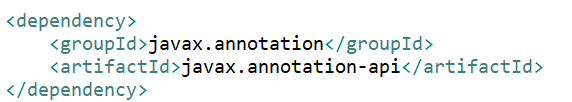 <dependency>
    <groupId>javax.annotation</groupId>
    <artifactId>javax.annotation-api</artifactId>
</dependency>